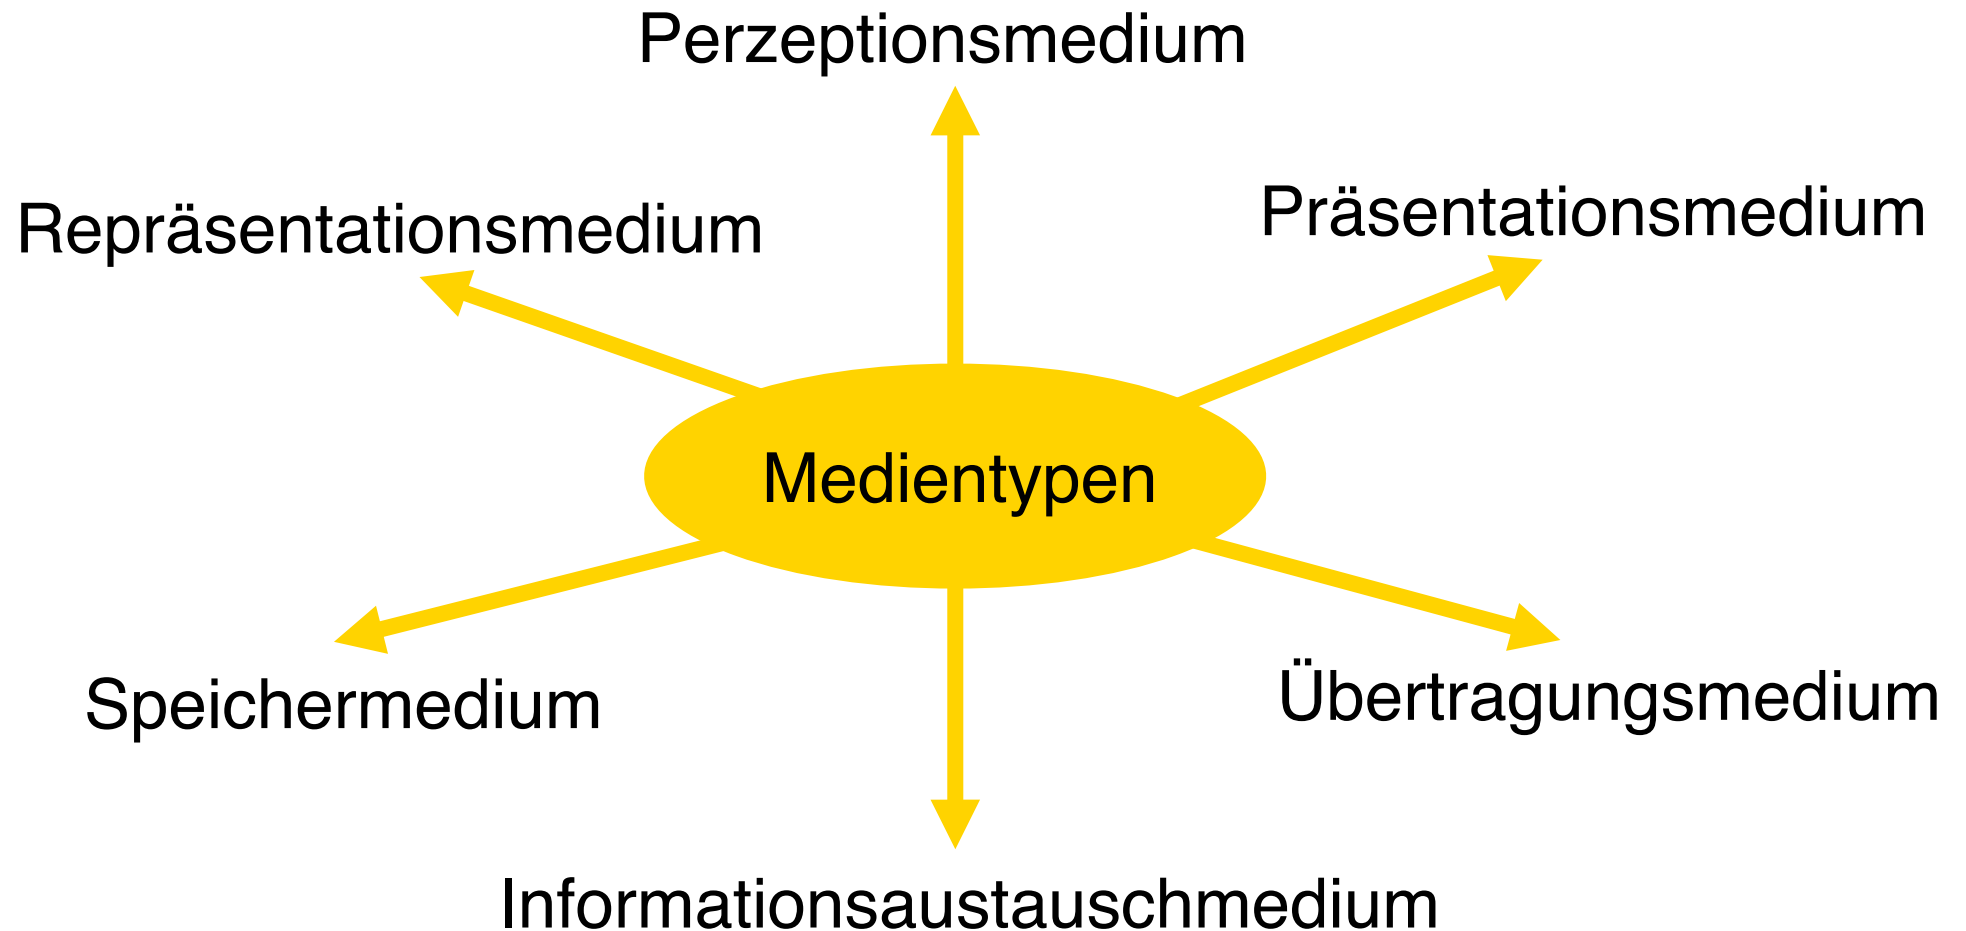 Perzeptionsmedium
Repräsentationsmedium
Präsentationsmedium
Medientypen
Speichermedium
Übertragungsmedium
Informationsaustauschmedium